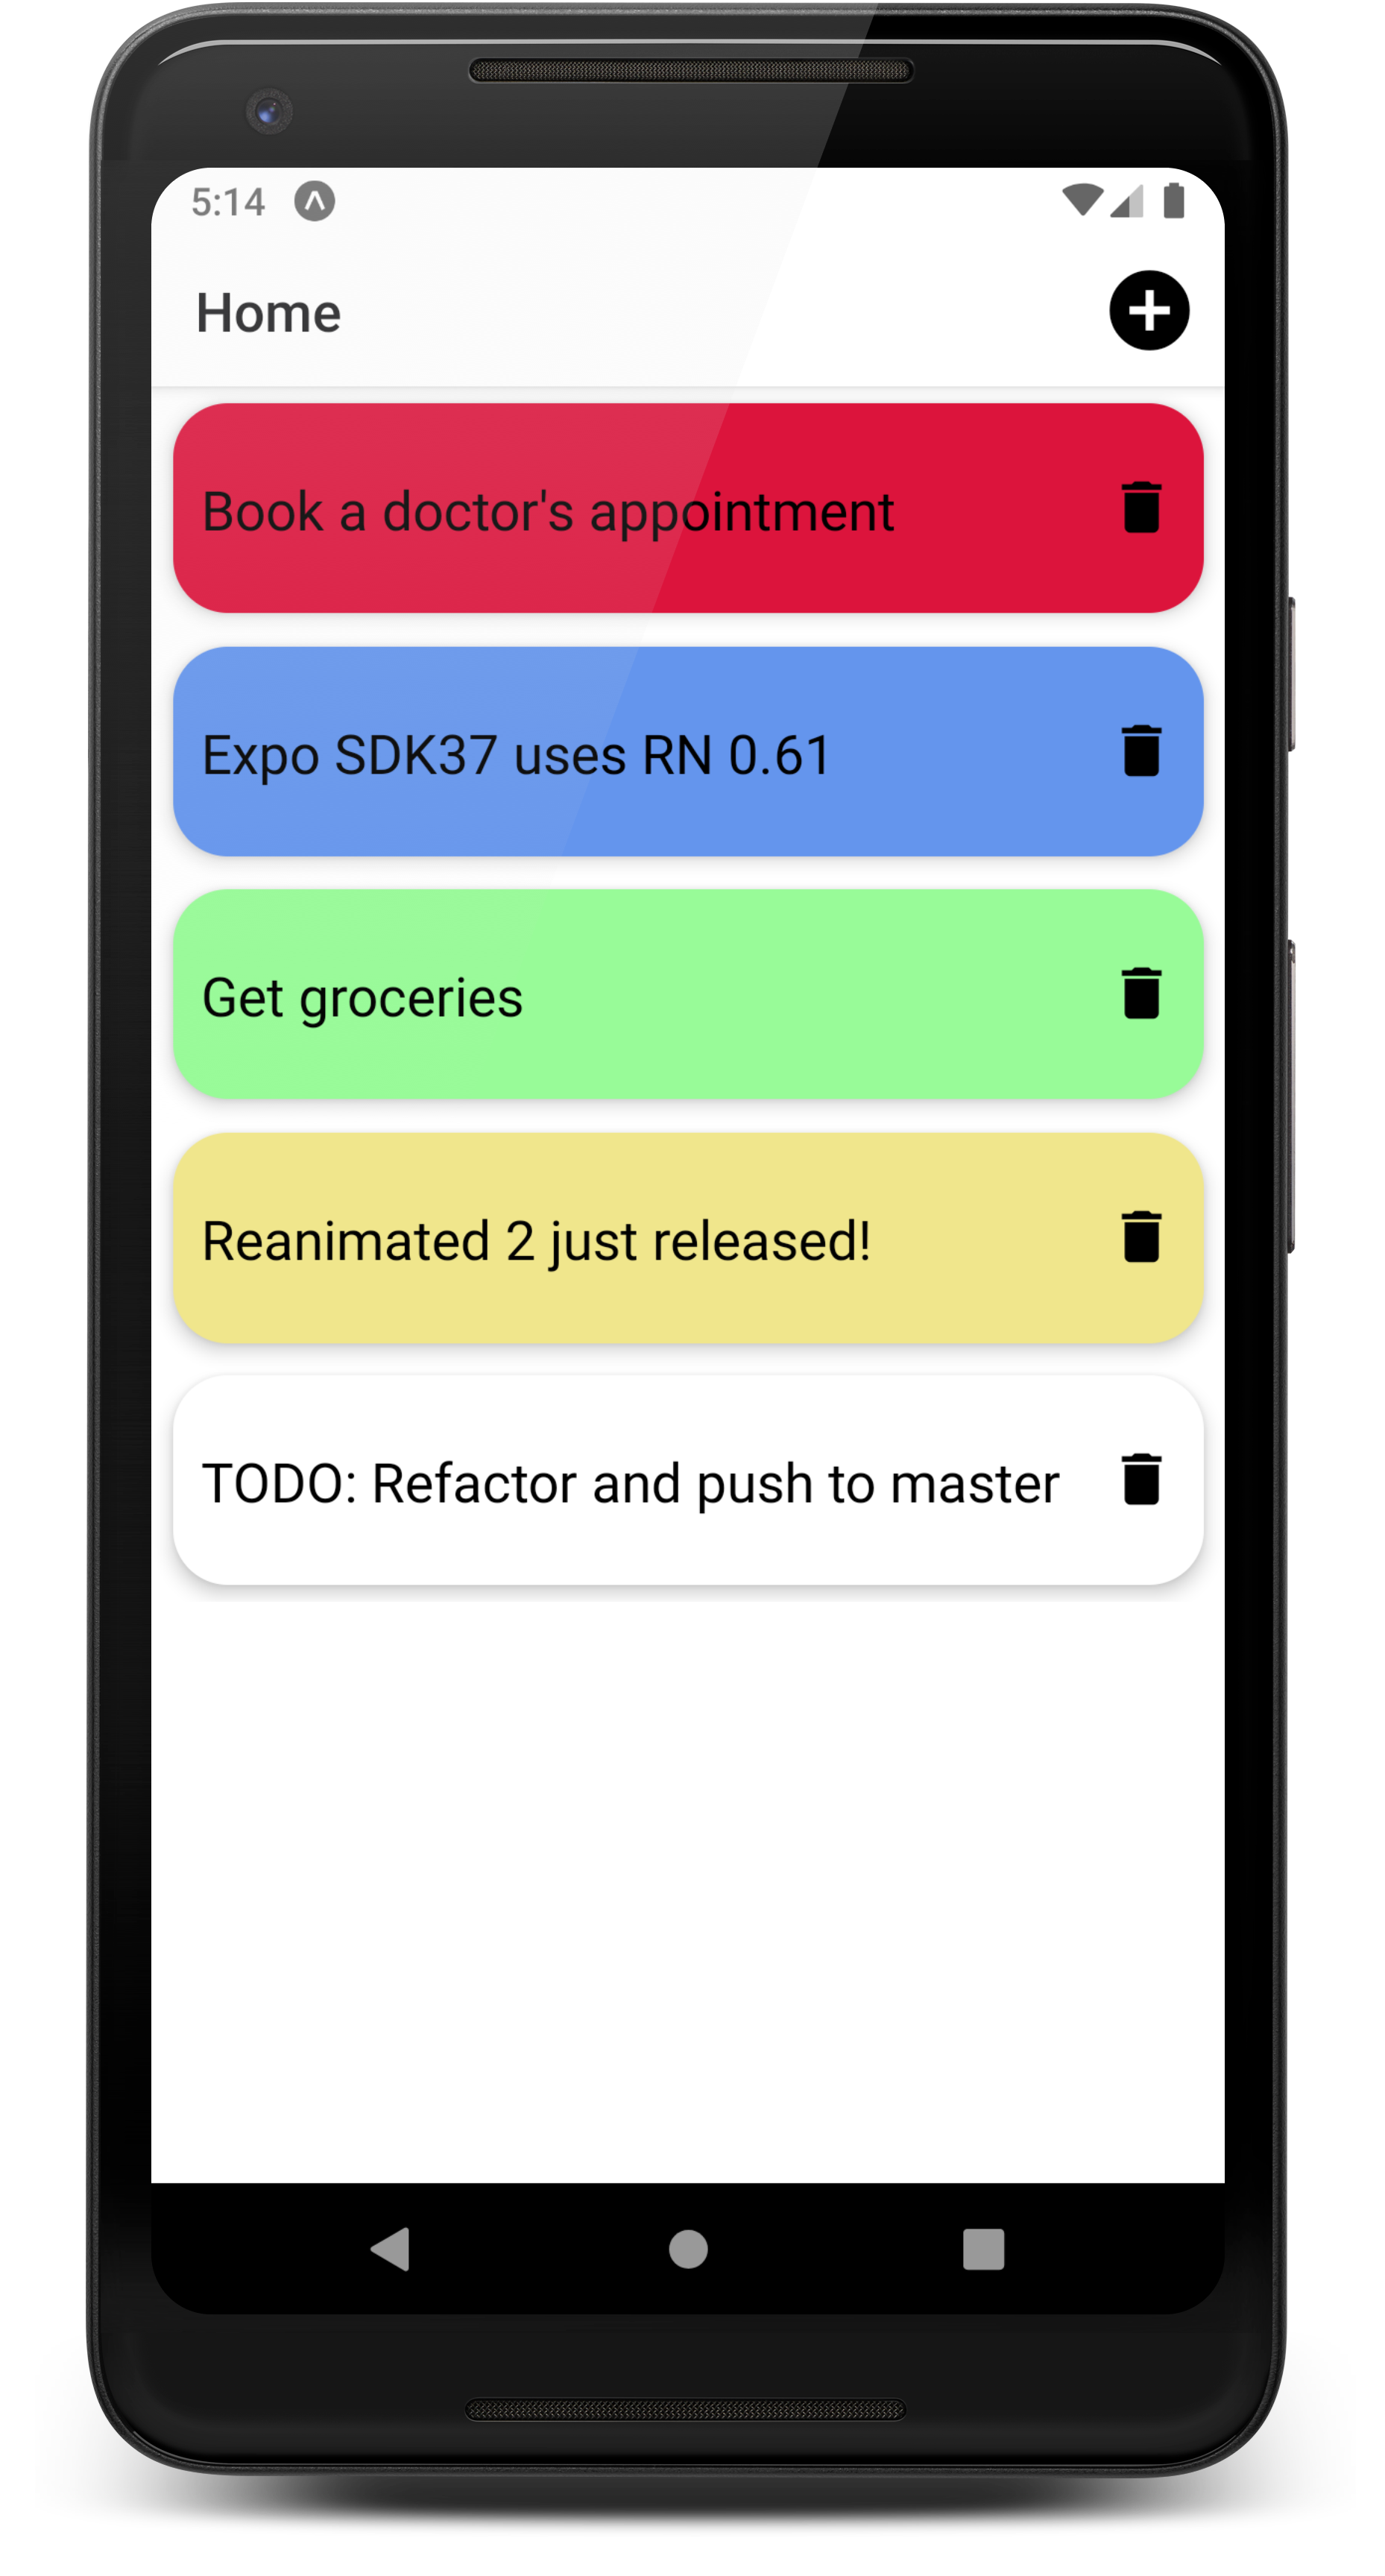 5:14
Home
Book a doctor's appointment
Expo SDK37 uses RN 0.61
Get groceries
Reanimated 2 just released!
TODO: Refactor and push to master